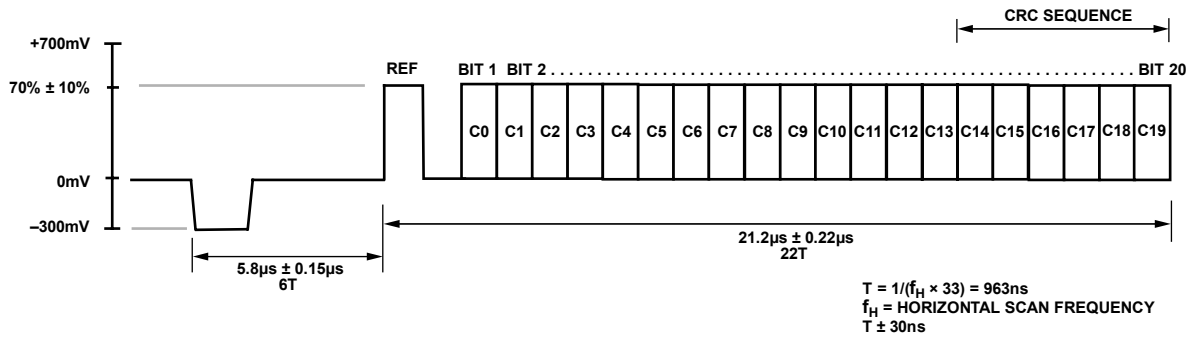 CRC SEQUENCE
+700mV
REF
BIT 1 BIT 2 . . . . . . . . . . . . . . . . . . . . . . . . . . . . . . . . . . . . . . . . . . . . . . . . . . . . . . . . . . BIT 20
70% ± 10%
C0 C1 C2 C3 C4 C5 C6 C7 C8 C9 C10 C11 C12 C13 C14 C15 C16 C17 C18 C19
0mV
–300mV
21.2µs ± 0.22µs
22T
5.8µs ± 0.15µs
6T
T = 1/(fH × 33) = 963ns
fH = HORIZONTAL SCAN FREQUENCY
T ± 30ns